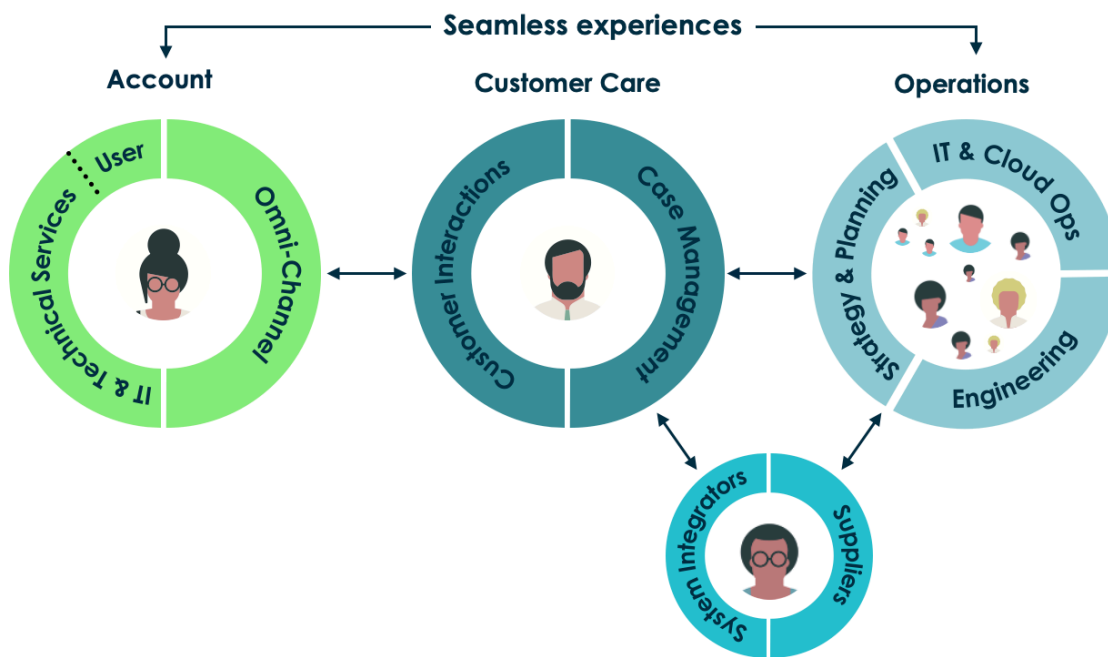 Seamless experiences
Account
Customer Care
Operations
User
IT & Technical Services
Omni-Channel
Customer Interactions
Case Management
Strategy & Planning
IT & Cloud Ops
Engineering
System Integrators
Suppliers